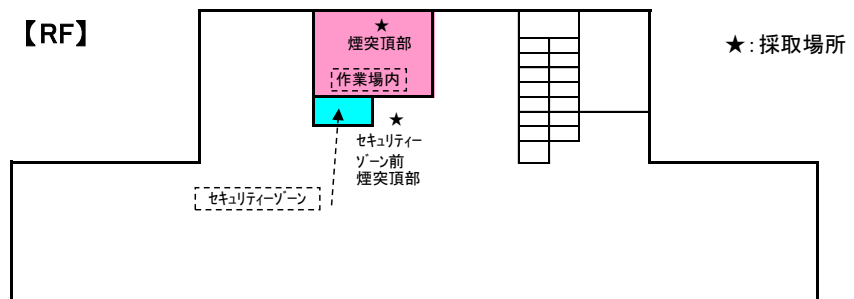 【RF】
★
煙突頂部
作業場内
★:採取場所
★
セキュリティー
ゾーン前
煙突頂部
セキュリティーゾーン